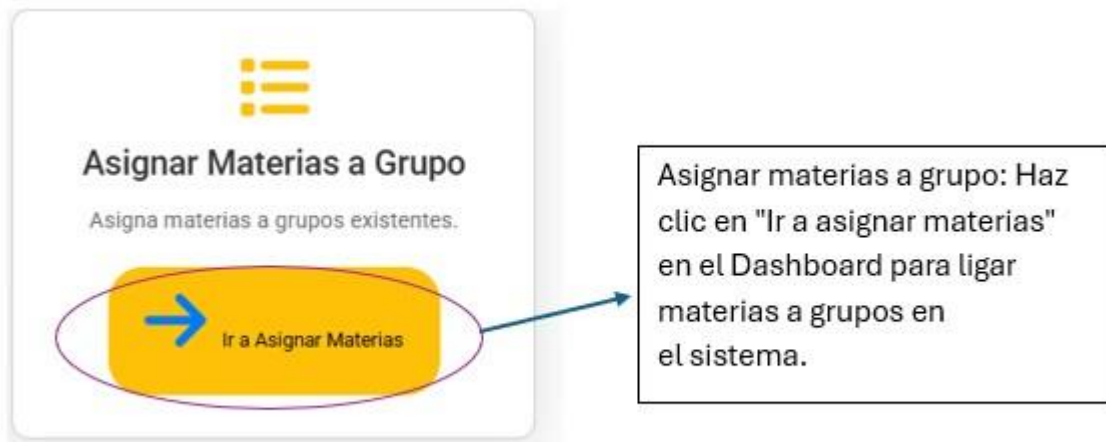 Asignar Materias a Grupo
Asigna materias a grupos existentes.
Ir a Asignar Materias
Asignar materias a grupo: Haz
clic en "Ir a asignar materias"
en el Dashboard para ligar
materias a grupos en
el sistema.